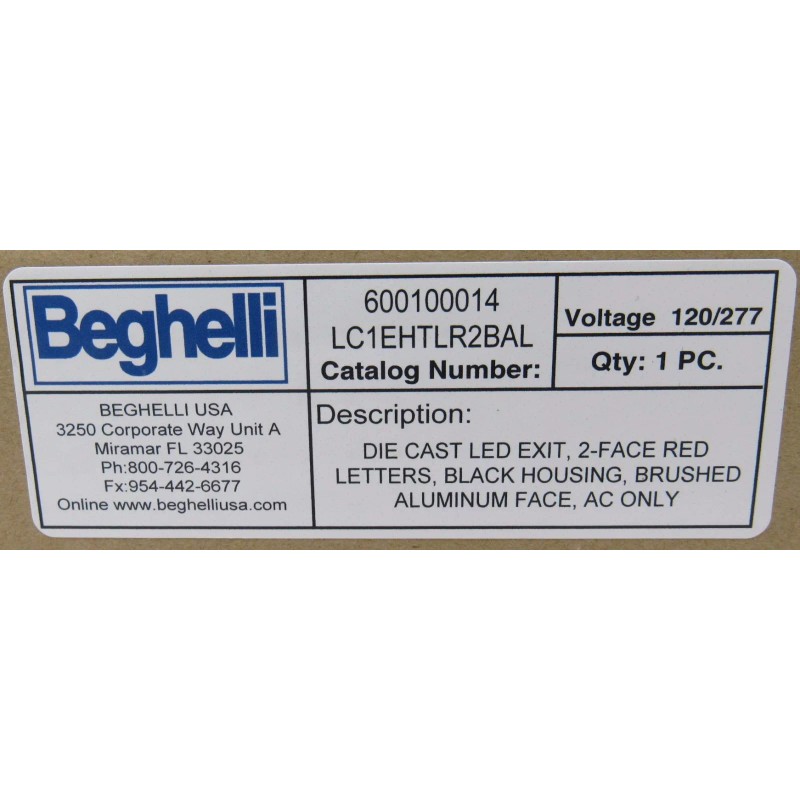 Beghelli
BEGHELLI USA
3250 Corporate Way Unit A
Miramar FL 33025
Ph:800-726-4316
Fx:954-442-6677
Online www.beghelliusa.com
600100014
LC1EHTLR2BAL
Catalog Number:
Voltage 120/277
Qty: 1 PC.
Description:
DIE CAST LED EXIT, 2-FACE RED
LETTERS, BLACK HOUSING, BRUSHED
ALUMINUM FACE, AC ONLY